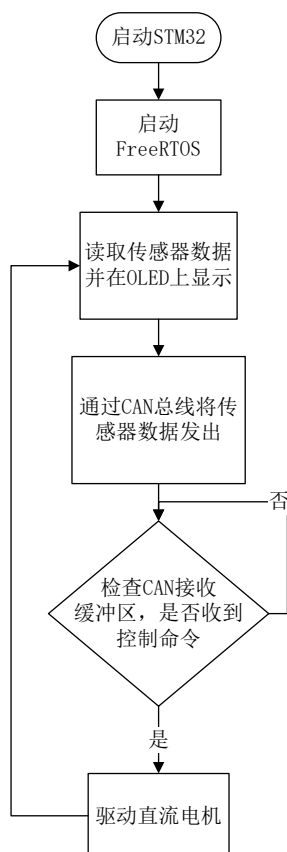 启动STM32
启动
FreeRTOS
读取传感器数据
并在OLED上显示
通过CAN总线将传
感器数据发出
否
检查CAN接收
缓冲区，是否收到
控制命令
是
驱动直流电机